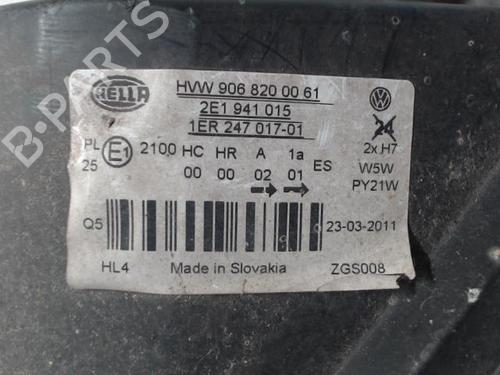 B-PARTS
HELLA
HVW 906 820 00 61
2E1 941 015
1ER 247 017-01
24
PL E1 2100 HC HR A 1a ES 2x H7
25 00 00 02 01 W5W
PY21W
Q5 23-03-2011
HL4 Made in Slovakia ZGS008